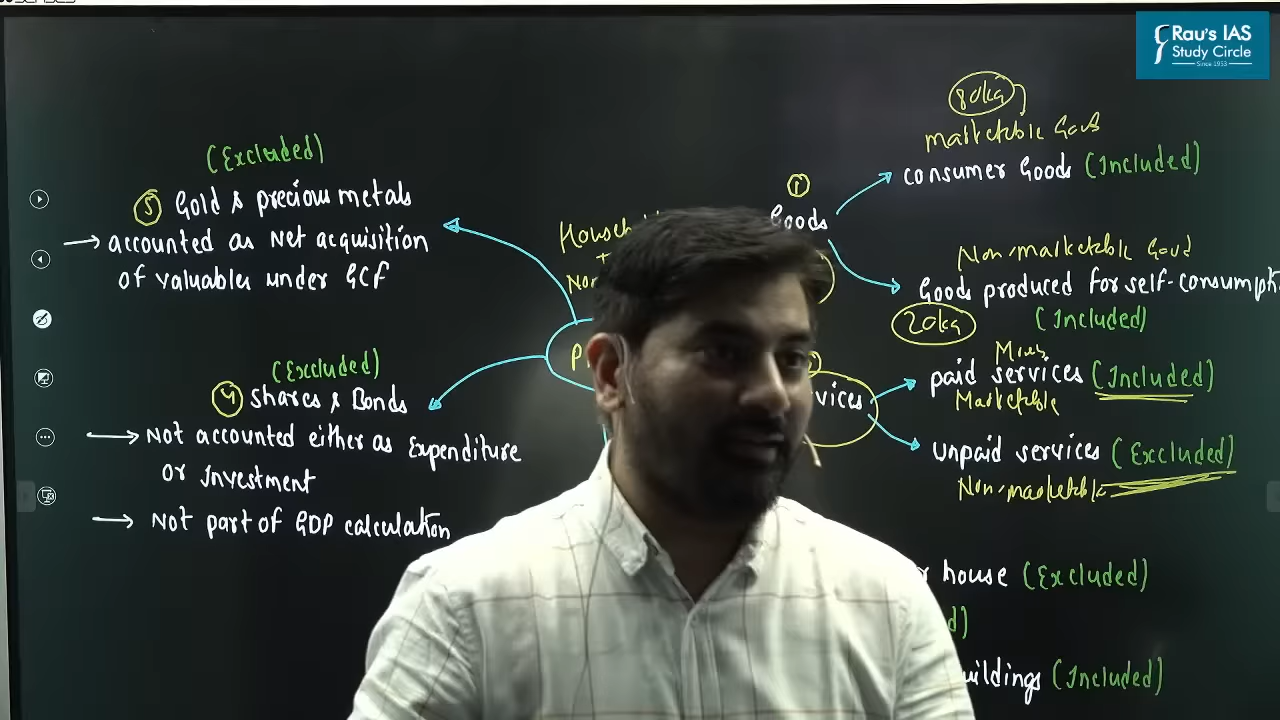 Rau's IAS
Study Circle
Since 1953
(Excluded)
5 Gold & precious metals
accounted as Net acquisition
of valuables under GCF
(Excluded)
4 Shares & Bonds
Not accounted either as Expenditure
or Investment
Not part of GDP calculation
1
Goods
80kg
marketable Goods
consumer Goods (Included)
Non-marketable Good
Goods produced for self-consumpti
20kg
(Included)
paid services (Included)
Marketable
unpaid services (Excluded)
Non-marketable
house (Excluded)
(Included)